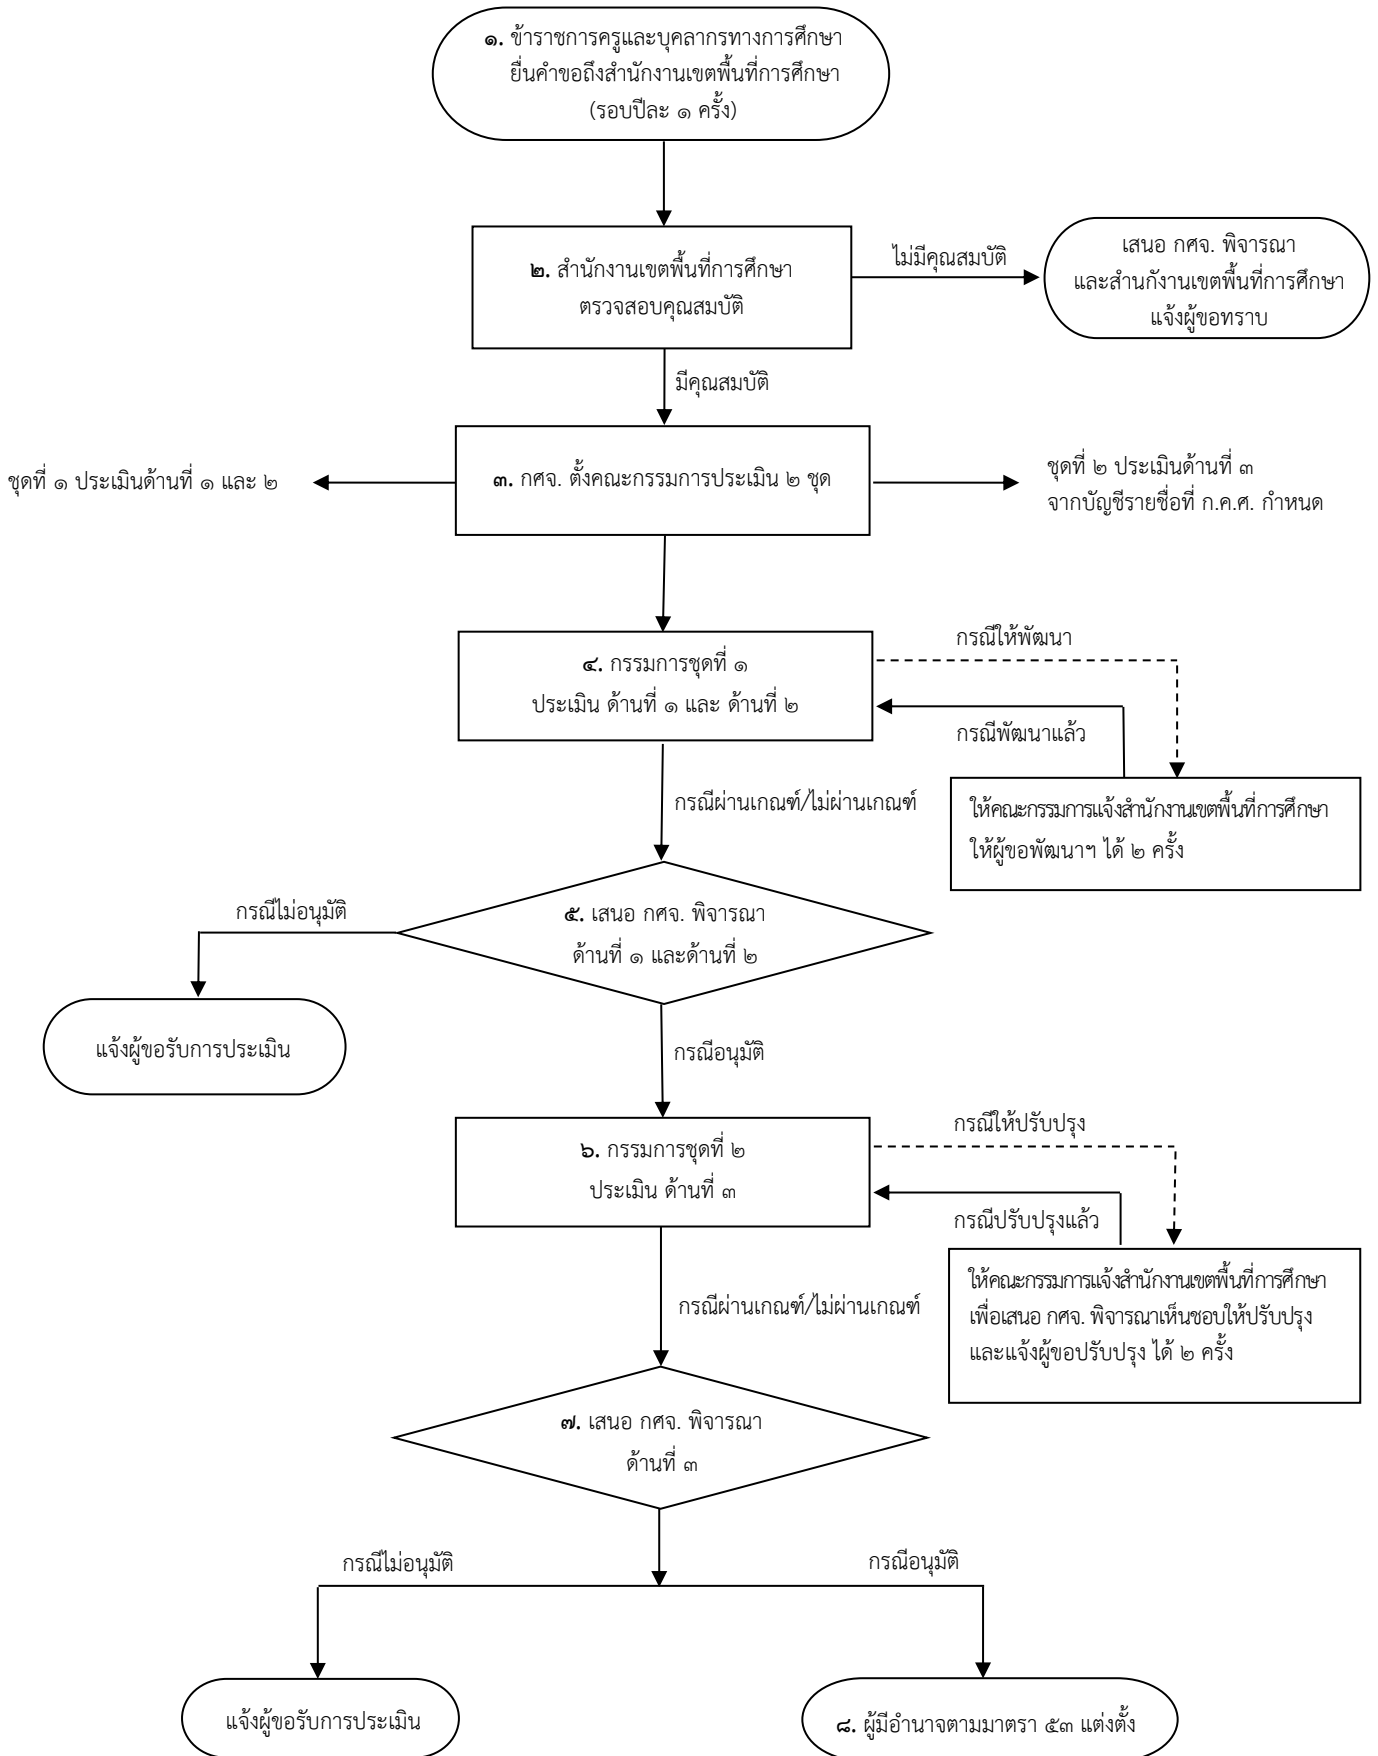 ๑. ข้าราชการครูและบุคลากรทางการศึกษา
ยื่นคำขอถึงสำนักงานเขตพื้นที่การศึกษา
(รอบปีละ ๑ ครั้ง)
๒. สำนักงานเขตพื้นที่การศึกษา
ตรวจสอบคุณสมบัติ
ไม่มีคุณสมบัติ
เสนอ กศจ. พิจารณา
และสำนกังานเขตพื้นที่การศึกษา
แจ้งผู้ขอทราบ
มีคุณสมบัติ
ชุดที่ ๑ ประเมินด้านที่ ๑ และ ๒
๓. กศจ. ตั้งคณะกรรมการประเมิน ๒ ชุด
ชุดที่ ๒ ประเมินด้านที่ ๓
จากบัญชีรายชื่อที่ ก.ค.ศ. กำหนด
๔. กรรมการชุดที่ ๑
ประเมิน ด้านที่ ๑ และ ด้านที่ ๒
กรณีให้พัฒนา
กรณีพัฒนาแล้ว
ให้คณะกรรมการแจ้งสำนักงานเขตพื้นที่การศึกษา
ให้ผู้ขอพัฒนาฯ ได้ ๒ ครั้ง
กรณีผ่านเกณฑ์/ไม่ผ่านเกณฑ์
๕. เสนอ กศจ. พิจารณา
ด้านที่ ๑ และด้านที่ ๒
กรณีไม่อนุมัติ
แจ้งผู้ขอรับการประเมิน
กรณีอนุมัติ
๖. กรรมการชุดที่ ๒
ประเมิน ด้านที่ ๓
กรณีให้ปรับปรุง
กรณีปรับปรุงแล้ว
ให้คณะกรรมการแจ้งสำนักงานเขตพื้นที่การศึกษา
เพื่อเสนอ กศจ. พิจารณาเห็นชอบให้ปรับปรุง
และแจ้งผู้ขอปรับปรุง ได้ ๒ ครั้ง
กรณีผ่านเกณฑ์/ไม่ผ่านเกณฑ์
๗. เสนอ กศจ. พิจารณา
ด้านที่ ๓
กรณีไม่อนุมัติ
กรณีอนุมัติ
แจ้งผู้ขอรับการประเมิน
๘. ผู้มีอำนาจตามมาตรา ๕๓ แต่งตั้ง